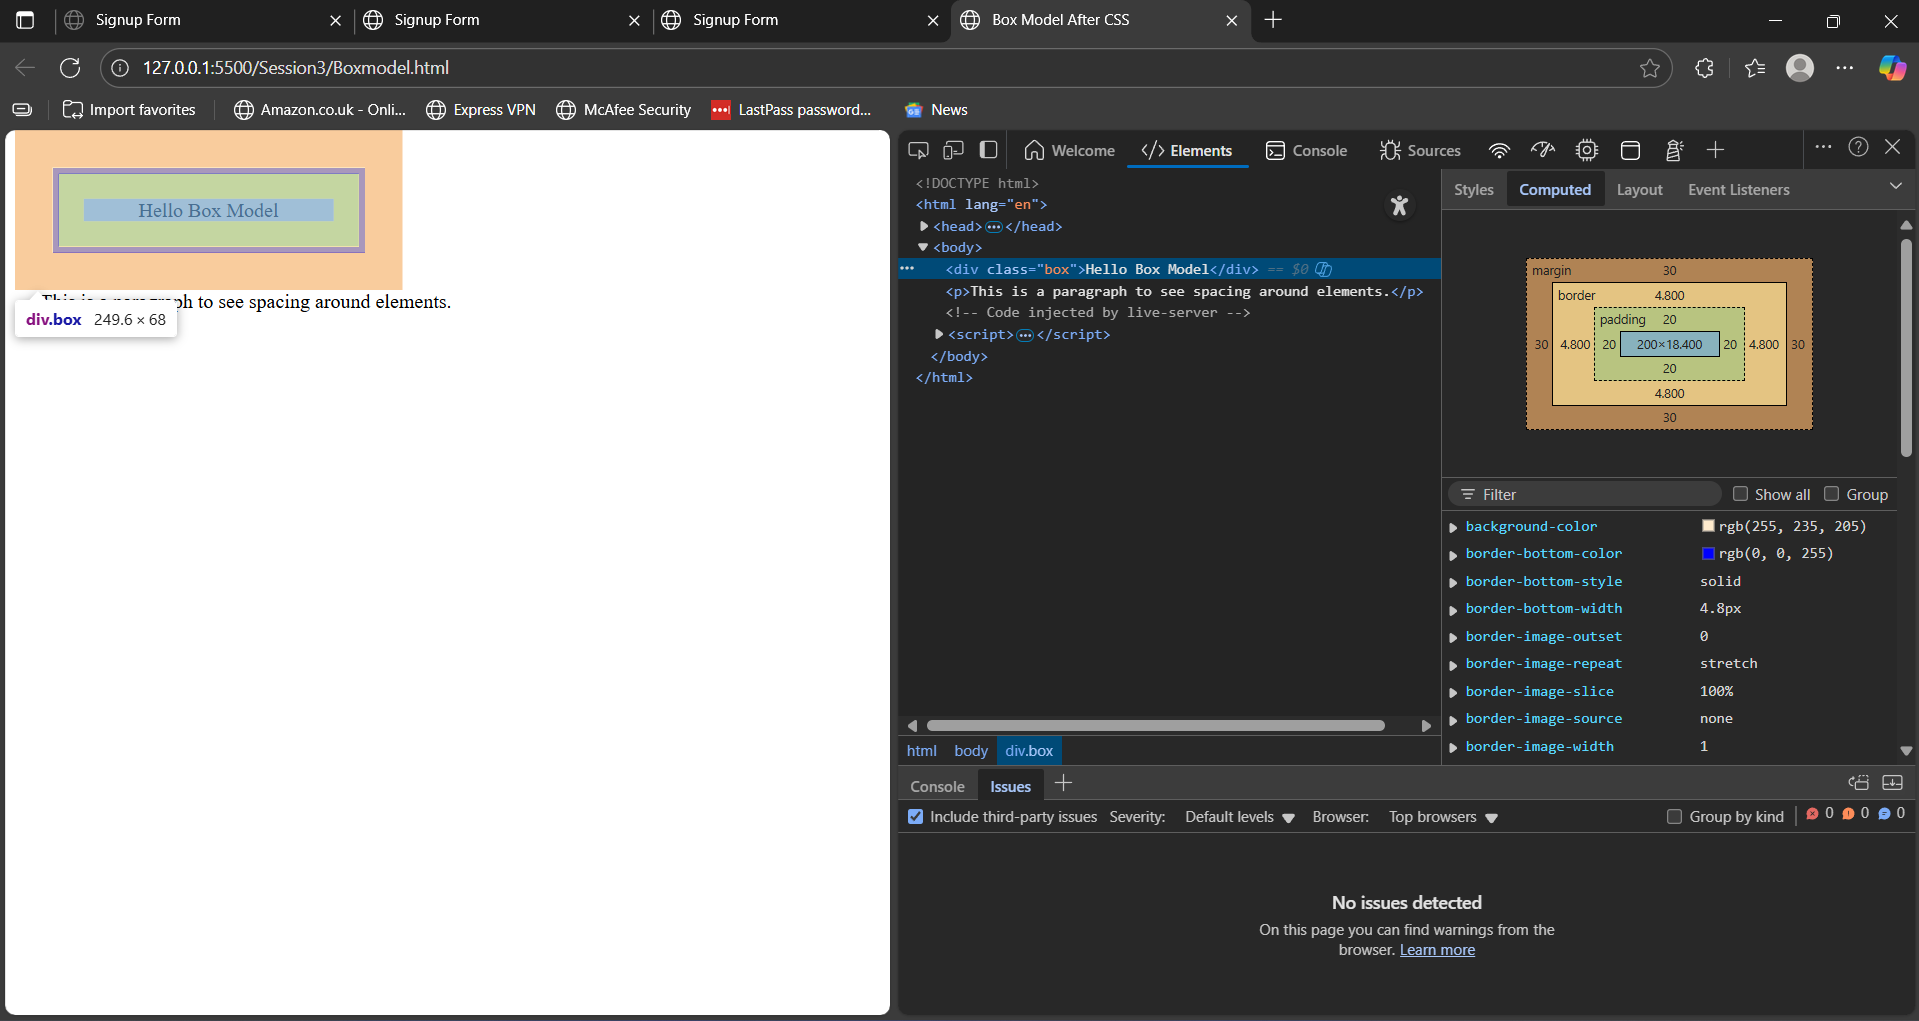 Signup Form
Signup Form
Signup Form
Box Model After CSS
127.0.0.1:5500/Session3/Boxmodel.html
Import favorites
Amazon.co.uk - Onli...
Express VPN
McAfee Security
LastPass password...
News
Hello Box Model
This is a paragraph to see spacing around elements.
div.box 249.6 × 68
Welcome
</> Elements
Console
Sources
<!DOCTYPE html>
<html lang="en">
<head> ⋯ </head>
<body>
<div class="box">Hello Box Model</div> == $0
<p>This is a paragraph to see spacing around elements.</p>
<!-- Code injected by live-server -->
<script> ⋯ </script>
</body>
</html>
html body div.box
Styles Computed Layout Event Listeners
margin 30
border 4.800
padding 20
30 4.800 20 200×18.400 20 4.800 30
20
4.800
30
Filter
Show all
Group
background-color rgb(255, 235, 205)
border-bottom-color rgb(0, 0, 255)
border-bottom-style solid
border-bottom-width 4.8px
border-image-outset 0
border-image-repeat stretch
border-image-slice 100%
border-image-source none
border-image-width 1
Console Issues
Include third-party issues Severity: Default levels Browser: Top browsers
Group by kind 0 0 0
No issues detected
On this page you can find warnings from the
browser. Learn more